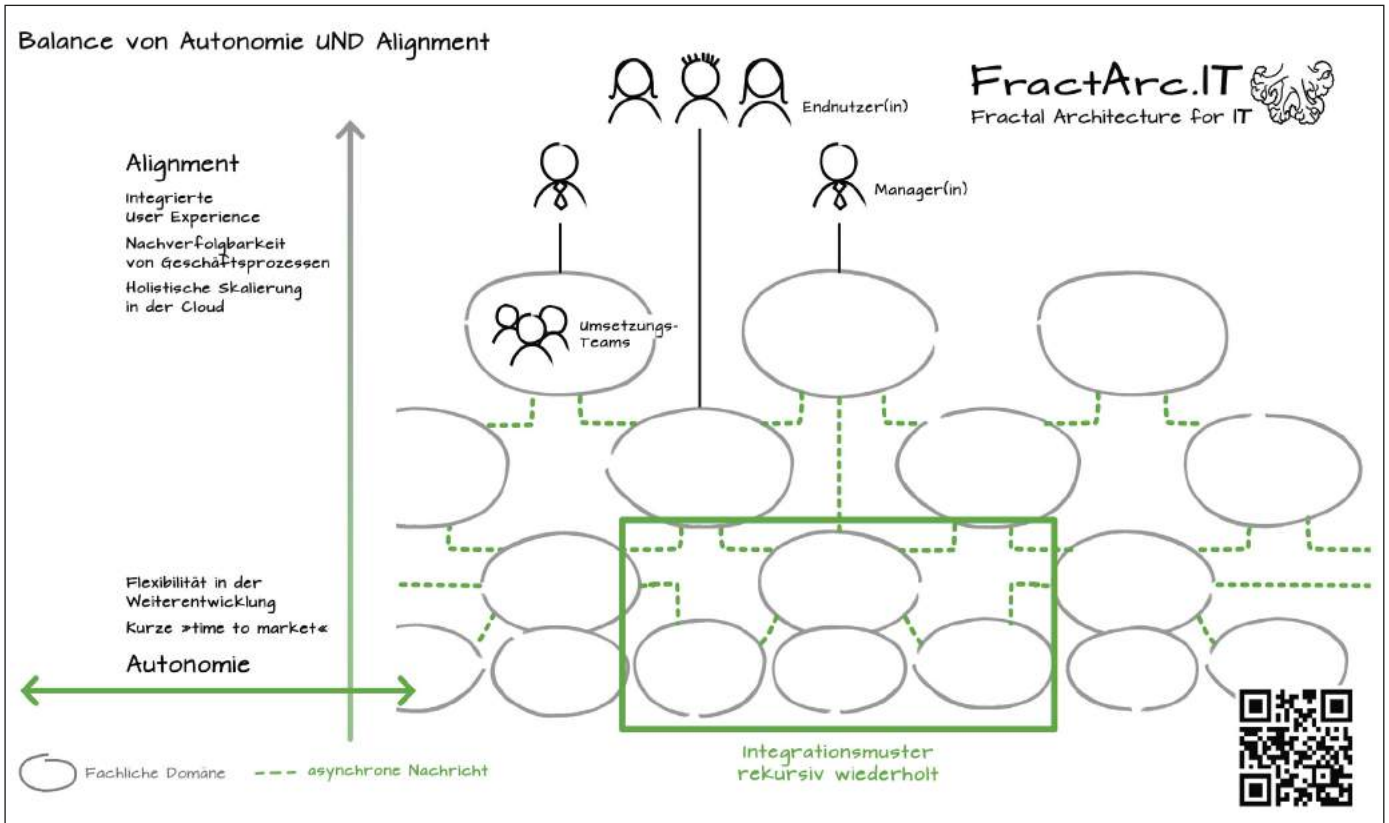 Balance von Autonomie UND Alignment
FractArc.IT
Fractal Architecture for IT
Endnutzer(in)
Manager(in)
Alignment
Integrierte
User Experience
Nachverfolgbarkeit
von Geschäftsprozessen
Holistische Skalierung
in der Cloud
Umsetzungs-
Teams
Flexibilität in der
Weiterentwicklung
Kurze »time to market«
Autonomie
Integrationsmuster
rekursiv wiederholt
Fachliche Domäne
asynchrone Nachricht